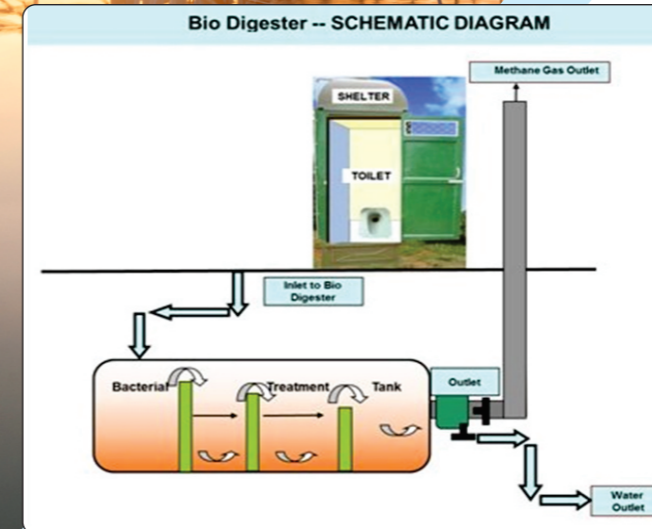 Bio Digester -- SCHEMATIC DIAGRAM
Methane Gas Outlet
SHELTER
TOILET
Inlet to Bio
Digester
Bacterial Treatment Tank
Outlet
Water
Outlet